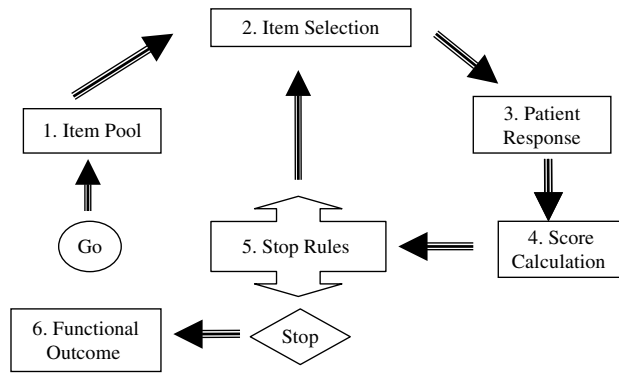 2. Item Selection
1. Item Pool
3. Patient
Response
Go
5. Stop Rules
4. Score
Calculation
6. Functional
Outcome
Stop